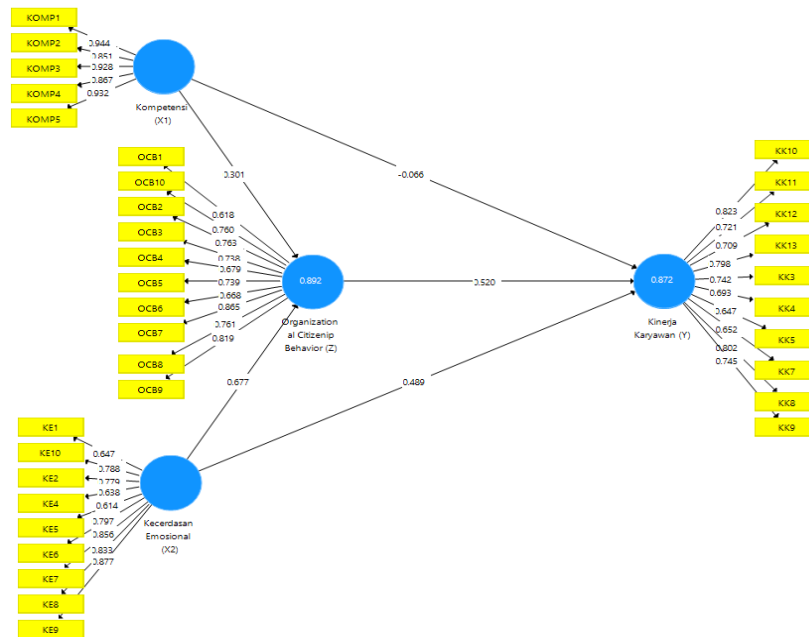 KOMP1
KOMP2
KOMP3
KOMP4
KOMP5
0.944
0.851
0.928
0.867
0.932
Kompetensi
(X1)
OCB1
OCB10
OCB2
OCB3
OCB4
OCB5
OCB6
OCB7
OCB8
OCB9
0.618
0.760
0.763
0.738
0.679
0.739
0.668
0.865
0.761
0.819
0.301
-0.066
0.892
Organization
al Citizenip
Behavior (Z)
0.520
0.677
0.489
0.872
Kinerja
Karyawan (Y)
KK10
KK11
KK12
KK13
KK3
KK4
KK5
KK7
KK8
KK9
0.823
0.721
0.709
0.798
0.742
0.693
0.647
0.652
0.802
0.745
KE1
KE10
KE2
KE4
KE5
KE6
KE7
KE8
KE9
0.647
0.788
0.779
0.638
0.614
0.797
0.856
0.833
0.877
Kecerdasan
Emosional
(X2)